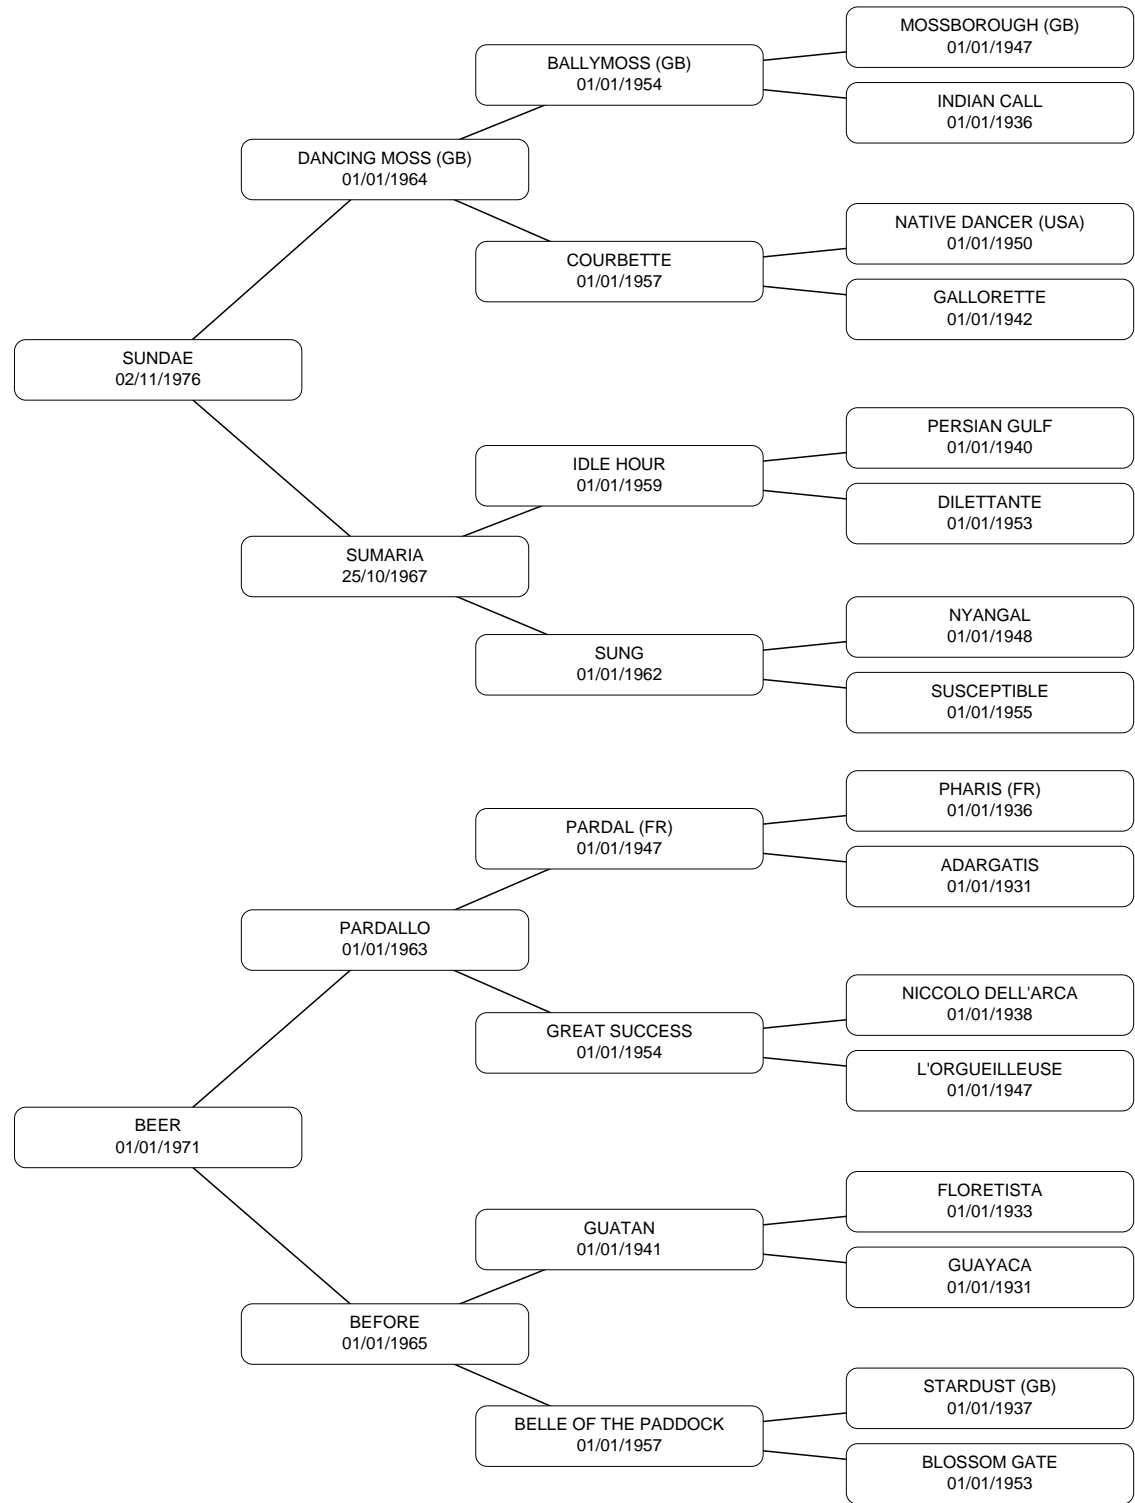 MOSSBOROUGH (GB)
01/01/1947
BALLYMOSS (GB)
01/01/1954
INDIAN CALL
01/01/1936
DANCING MOSS (GB)
01/01/1964
NATIVE DANCER (USA)
01/01/1950
COURBETTE
01/01/1957
GALLORETTE
01/01/1942
SUNDAE
02/11/1976
PERSIAN GULF
01/01/1940
IDLE HOUR
01/01/1959
DILETTANTE
01/01/1953
SUMARIA
25/10/1967
NYANGAL
01/01/1948
SUNG
01/01/1962
SUSCEPTIBLE
01/01/1955
PHARIS (FR)
01/01/1936
PARDAL (FR)
01/01/1947
ADARGATIS
01/01/1931
PARDALLO
01/01/1963
NICCOLO DELL'ARCA
01/01/1938
GREAT SUCCESS
01/01/1954
L'ORGUEILLEUSE
01/01/1947
BEER
01/01/1971
FLORETISTA
01/01/1933
GUATAN
01/01/1941
GUAYACA
01/01/1931
BEFORE
01/01/1965
STARDUST (GB)
01/01/1937
BELLE OF THE PADDOCK
01/01/1957
BLOSSOM GATE
01/01/1953